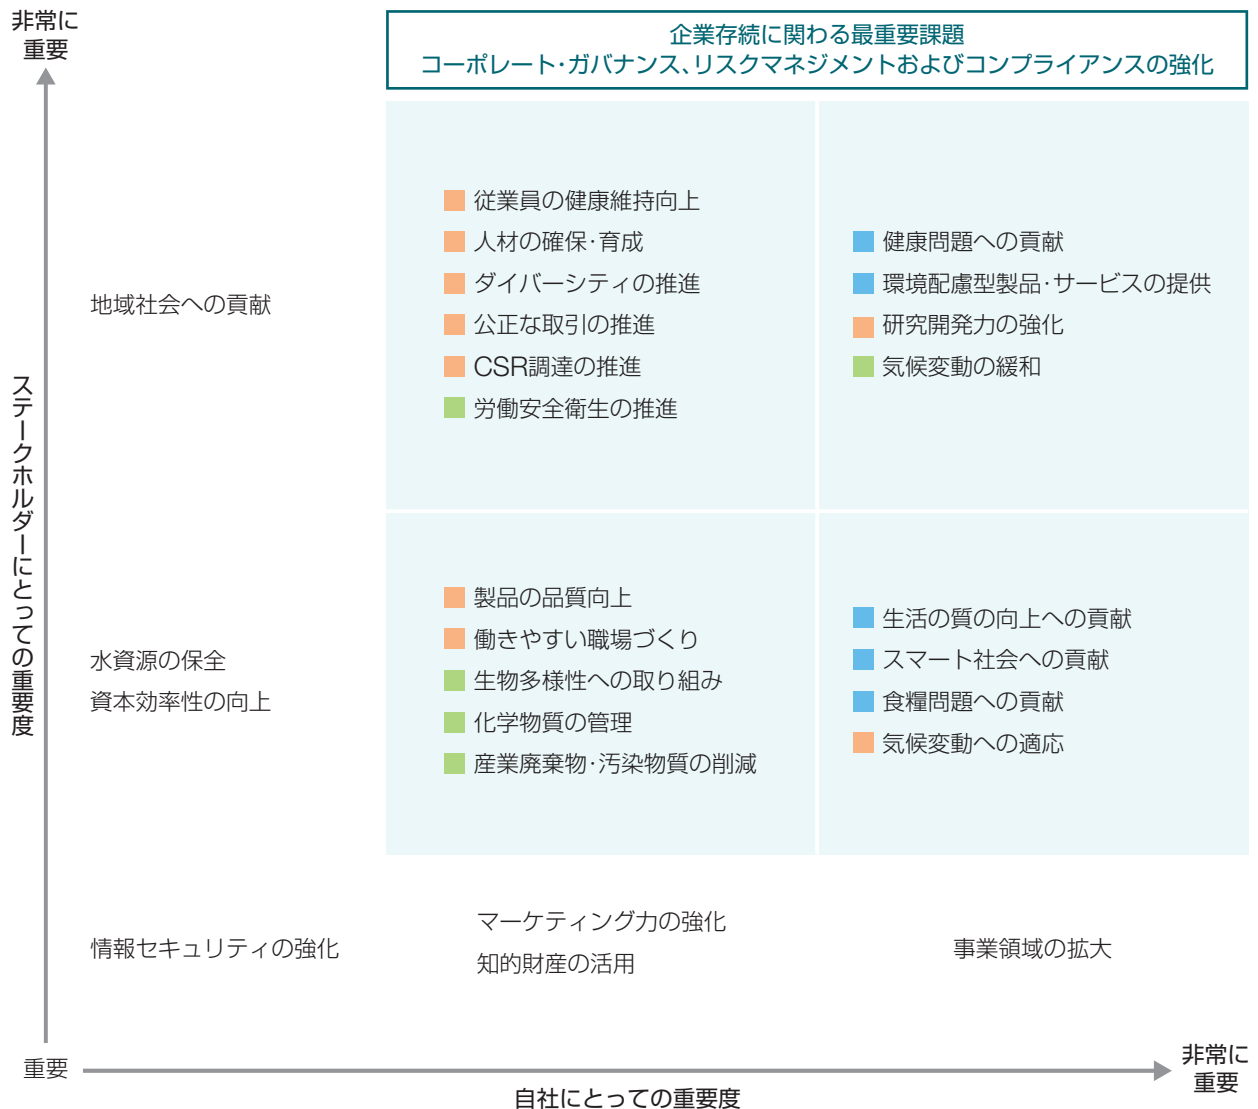 非常に
重要
企業存続に関わる最重要課題
コーポレート・ガバナンス、リスクマネジメントおよびコンプライアンスの強化
ステークホルダーにとっての重要度
地域社会への貢献
従業員の健康維持向上
人材の確保・育成
ダイバーシティの推進
公正な取引の推進
CSR調達の推進
労働安全衛生の推進
健康問題への貢献
環境配慮型製品・サービスの提供
研究開発力の強化
気候変動の緩和
水資源の保全
資本効率性の向上
製品の品質向上
働きやすい職場づくり
生物多様性への取り組み
化学物質の管理
産業廃棄物・汚染物質の削減
生活の質の向上への貢献
スマート社会への貢献
食糧問題への貢献
気候変動への適応
情報セキュリティの強化
マーケティング力の強化
知的財産の活用
事業領域の拡大
重要
自社にとっての重要度
非常に
重要